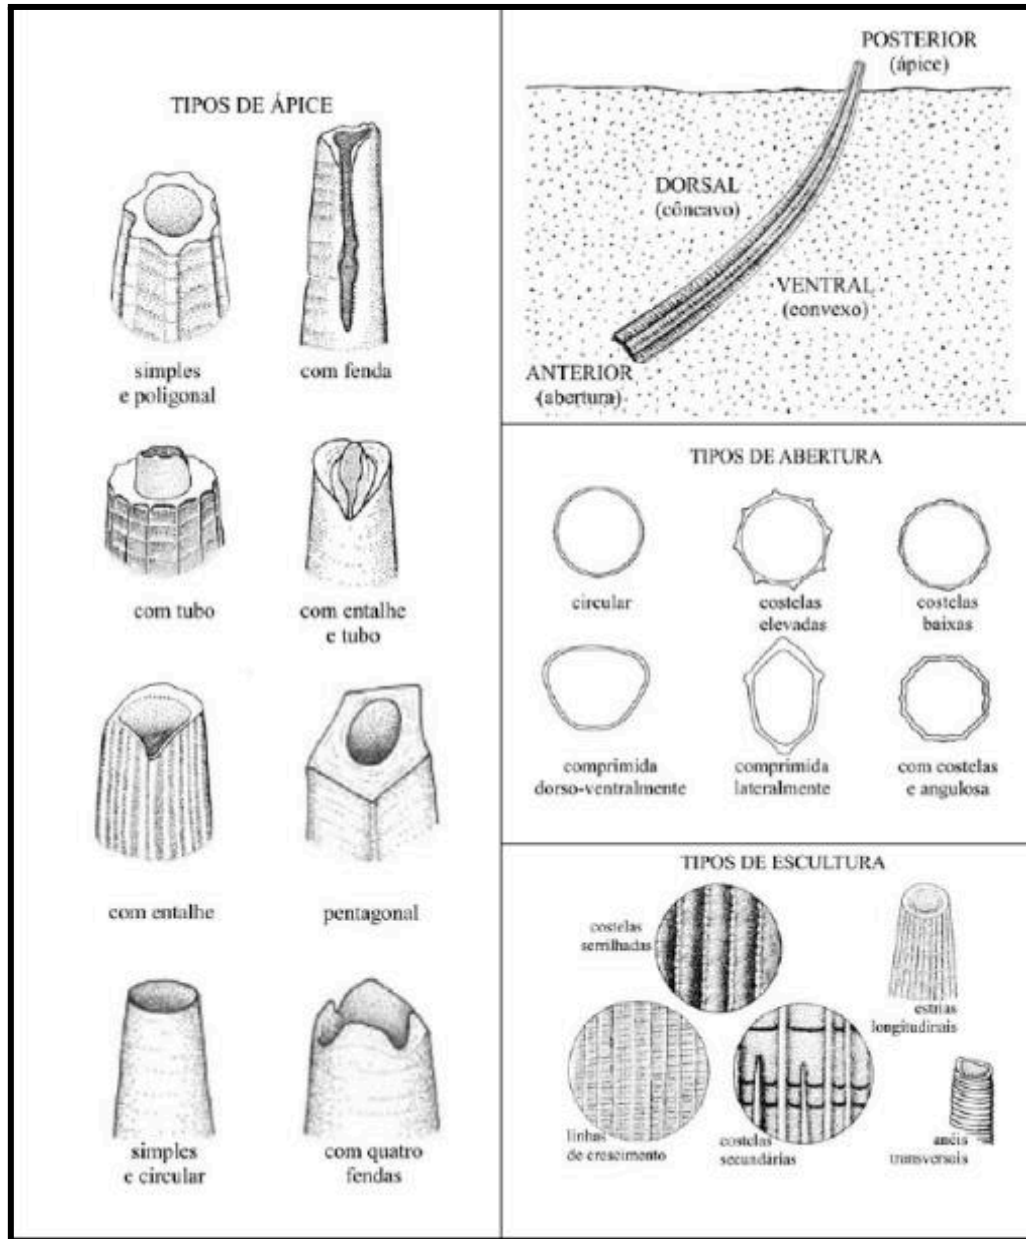 TIPOS DE ÁPICE
simples
e poligonal
com fenda
com tubo
com entalhe
e tubo
com entalhe
pentagonal
simples
e circular
com quatro
fendas
POSTERIOR
(ápice)
DORSAL
(côncavo)
VENTRAL
(convexo)
ANTERIOR
(abertura)
TIPOS DE ABERTURA
circular
costelas
elevadas
costelas
baixas
comprimida
dorso-ventralmente
comprimida
lateralmente
com costelas
e angulosa
TIPOS DE ESCULTURA
costelas
serrilhadas
estrias
longitudinais
linhas
de crescimento
costelas
secundárias
anéis
transversais